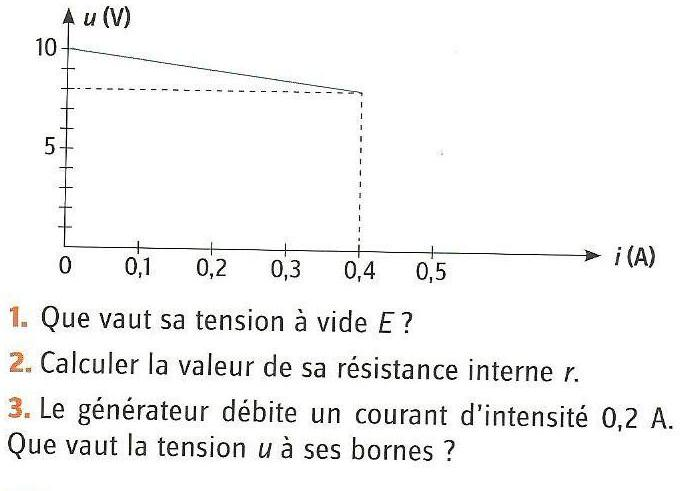 u (V)
10
5
0 0,1 0,2 0,3 0,4 0,5
i (A)
1. Que vaut sa tension à vide E ?
2. Calculer la valeur de sa résistance interne r.
3. Le générateur débite un courant d'intensité 0,2 A.
Que vaut la tension u à ses bornes ?